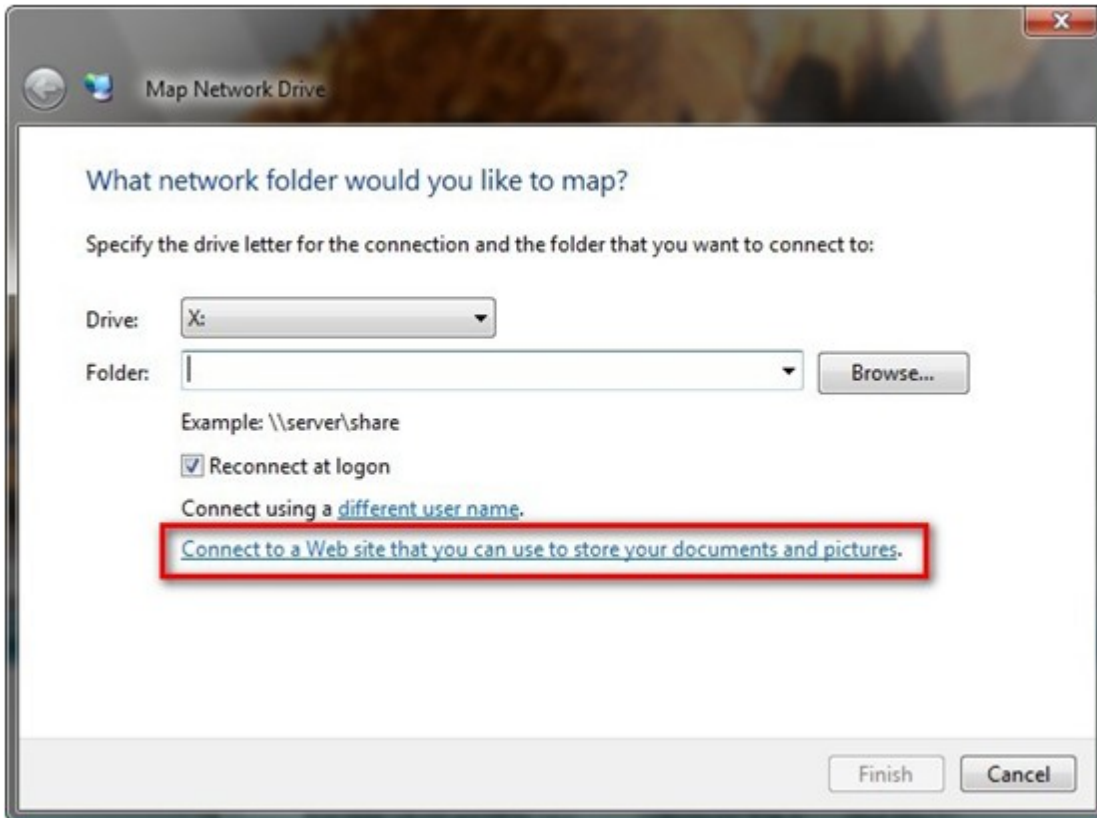 Map Network Drive
What network folder would you like to map?
Specify the drive letter for the connection and the folder that you want to connect to:
Drive: X:
Folder: Browse...
Example: \\server\share
Reconnect at logon
Connect using a different user name.
Connect to a Web site that you can use to store your documents and pictures.
Finish Cancel